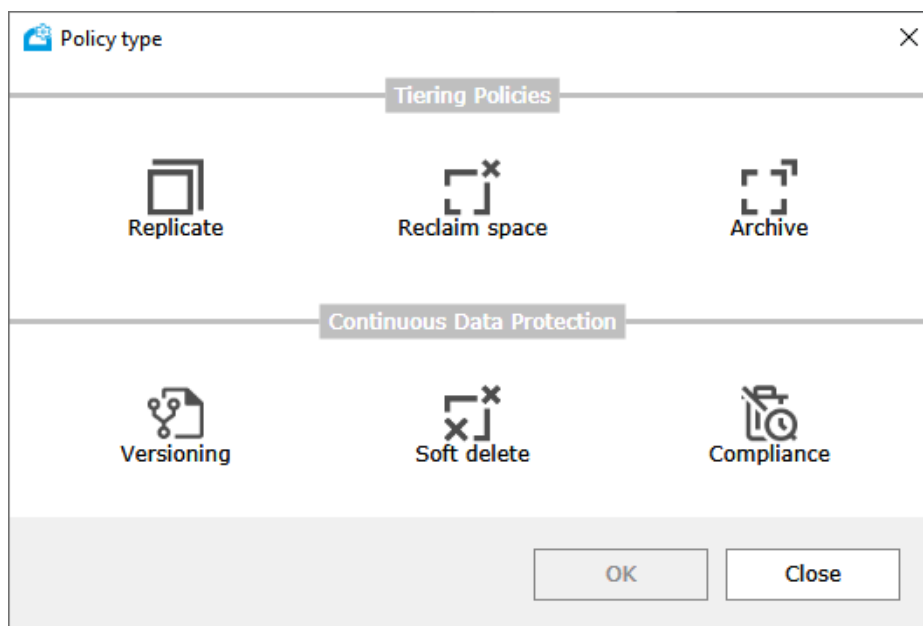 Policy type
Tiering Policies
Replicate
Reclaim space
Archive
Continuous Data Protection
Versioning
Soft delete
Compliance
OK
Close